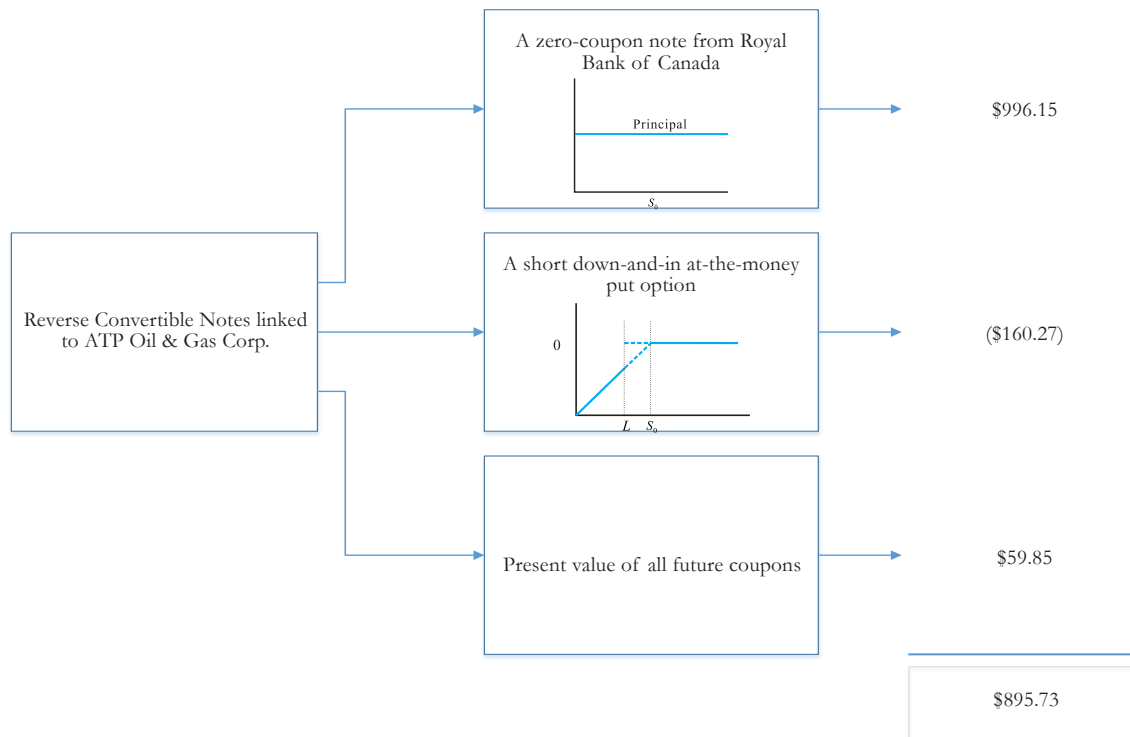 A zero-coupon note from Royal
Bank of Canada
Principal
S₀
$996.15
Reverse Convertible Notes linked
to ATP Oil & Gas Corp.
A short down-and-in at-the-money
put option
0
L S₀
($160.27)
Present value of all future coupons
$59.85
$895.73